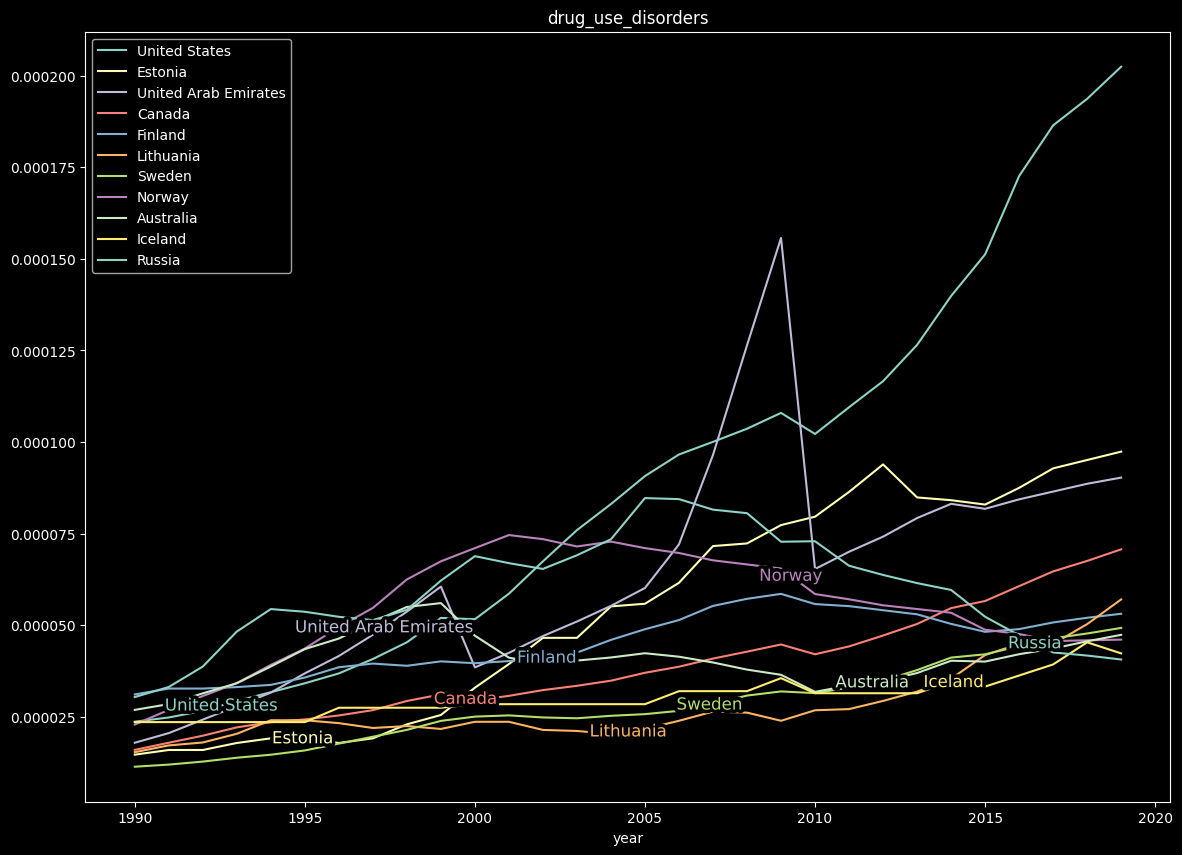 drug_use_disorders
United States
Estonia
United Arab Emirates
Canada
Finland
Lithuania
Sweden
Norway
Australia
Iceland
Russia
0.000200
0.000175
0.000150
0.000125
0.000100
0.000075
0.000050
0.000025
Norway
United Arab Emirates
Russia
Finland
Australia
Iceland
Canada
United States
Sweden
Lithuania
Estonia
1990 1995 2000 2005 2010 2015 2020
year